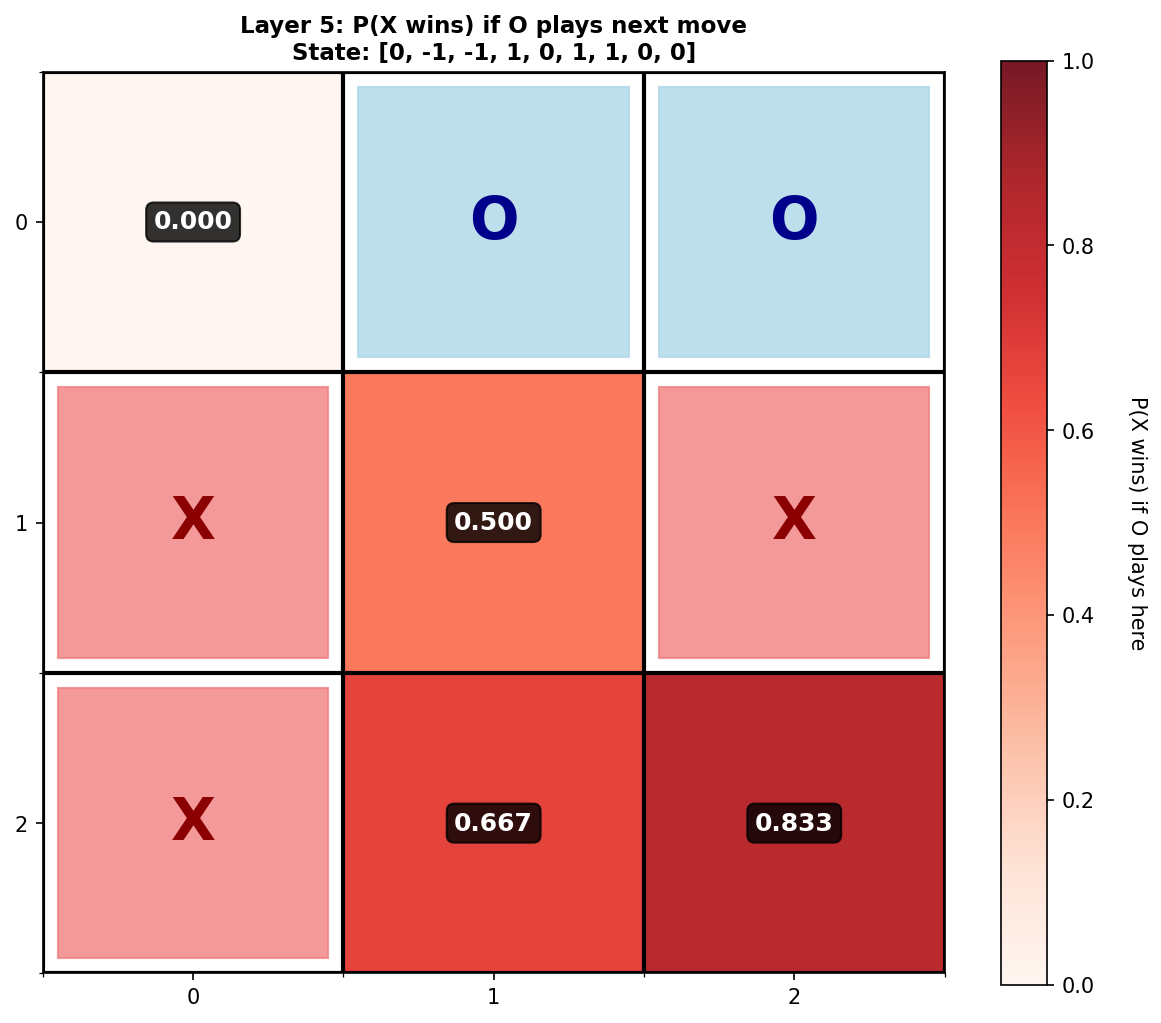 Layer 5: P(X wins) if O plays next move
State: [0, -1, -1, 1, 0, 1, 1, 0, 0]
0
0.000
O
O
1
X
0.500
X
2
X
0.667
0.833
0
1
2
1.0
0.8
0.6
0.4
0.2
0.0
P(X wins) if O plays here